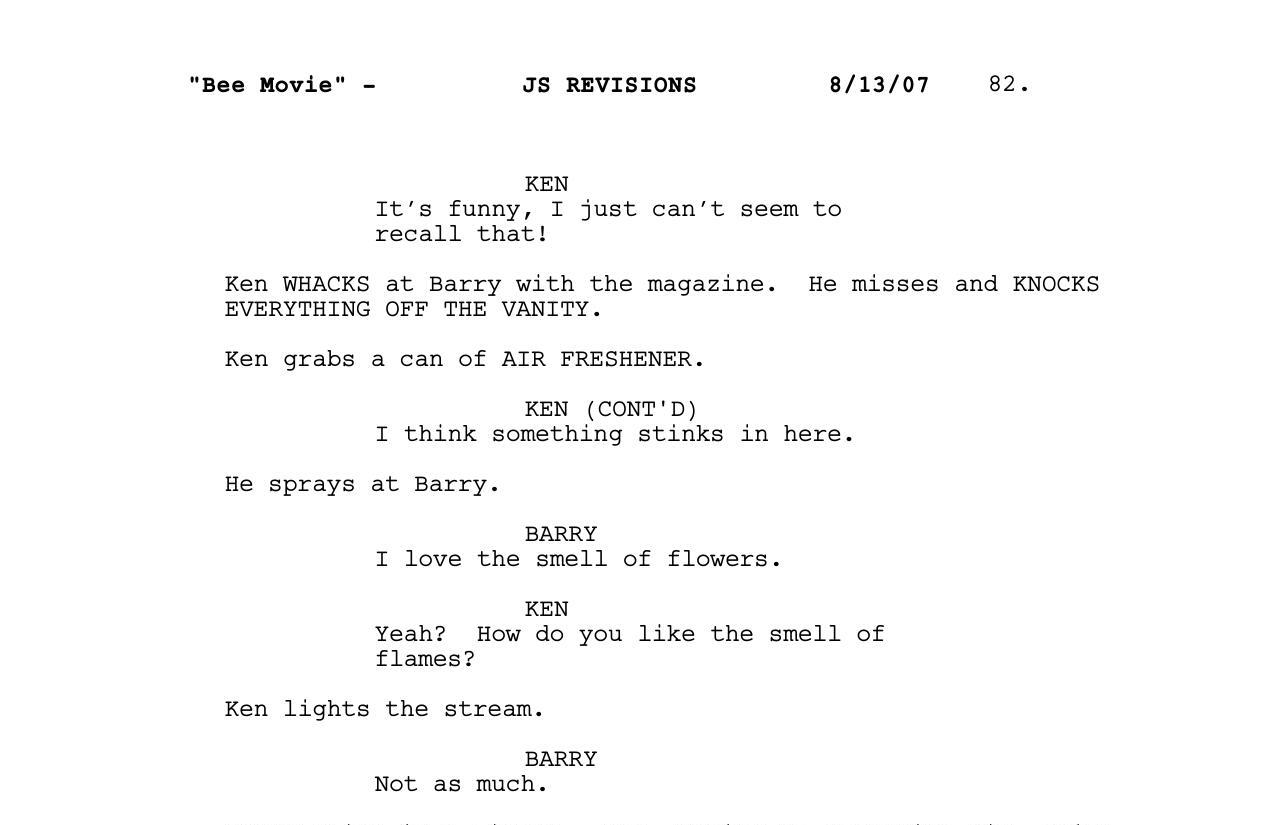 "Bee Movie" - JS REVISIONS 8/13/07 82.
KEN
It's funny, I just can't seem to
recall that!
Ken WHACKS at Barry with the magazine.  He misses and KNOCKS
EVERYTHING OFF THE VANITY.
Ken grabs a can of AIR FRESHENER.
KEN (CONT'D)
I think something stinks in here.
He sprays at Barry.
BARRY
I love the smell of flowers.
KEN
Yeah?  How do you like the smell of
flames?
Ken lights the stream.
BARRY
Not as much.